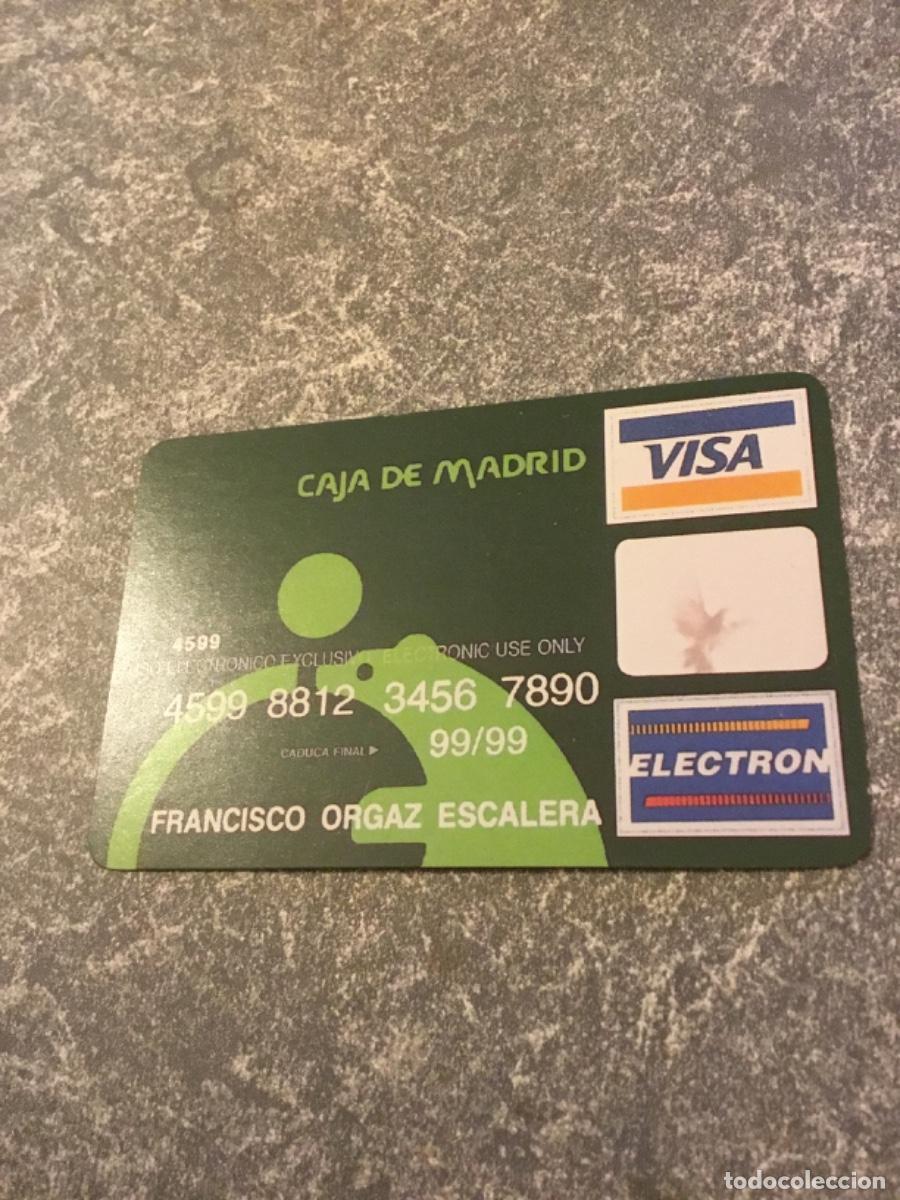 CAJA DE MADRID
VISA
4599
ELECTRONIC USE ONLY
4599 8812 3456 7890
CADUCA FINAL ▶ 99/99
ELECTRON
FRANCISCO ORGAZ ESCALERA
todocoleccion